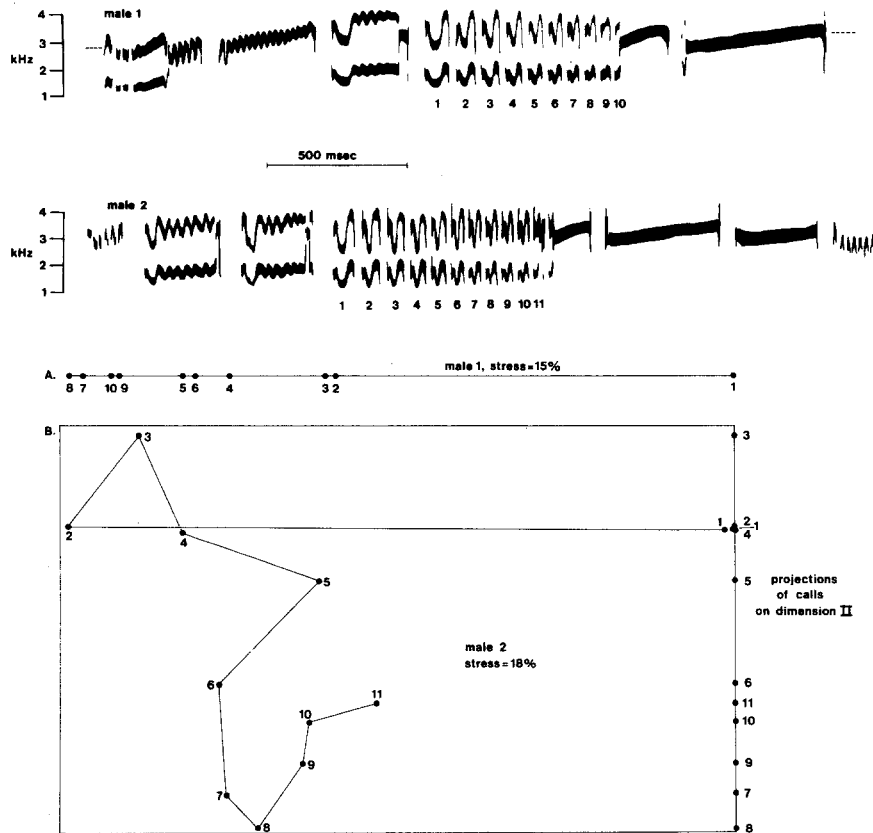 male 1
4
3
kHz
2
1
1 2 3 4 5 6 7 8 9 10
500 msec
male 2
4
3
kHz
2
1
1 2 3 4 5 6 7 8 9 10 11
A.
male 1, stress=15%
8 7 10 9 5 6 4 3 2 1
B.
3
3
2
4
1
2
1
4
5
5
projections
of calls
on dimension II
male 2
stress=18%
6
6
11
11
10
10
9
9
7
7
8
8